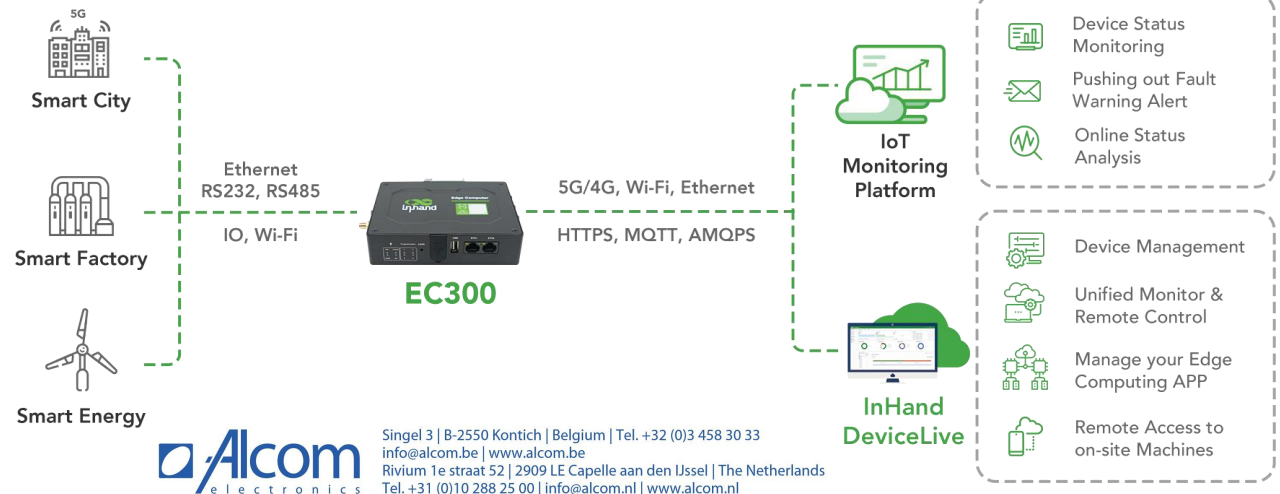 5G
Smart City
Smart Factory
Smart Energy
Ethernet
RS232, RS485
IO, Wi-Fi
inhand
Edge Computer
EC300
5G/4G, Wi-Fi, Ethernet
HTTPS, MQTT, AMQPS
IoT
Monitoring
Platform
InHand
DeviceLive
Device Status
Monitoring
Pushing out Fault
Warning Alert
Online Status
Analysis
Device Management
Unified Monitor &
Remote Control
Manage your Edge
Computing APP
Remote Access to
on-site Machines
Alcom
electronics
Singel 3 | B-2550 Kontich | Belgium | Tel. +32 (0)3 458 30 33
info@alcom.be | www.alcom.be
Rivium 1e straat 52 | 2909 LE Capelle aan den IJssel | The Netherlands
Tel. +31 (0)10 288 25 00 | info@alcom.nl | www.alcom.nl